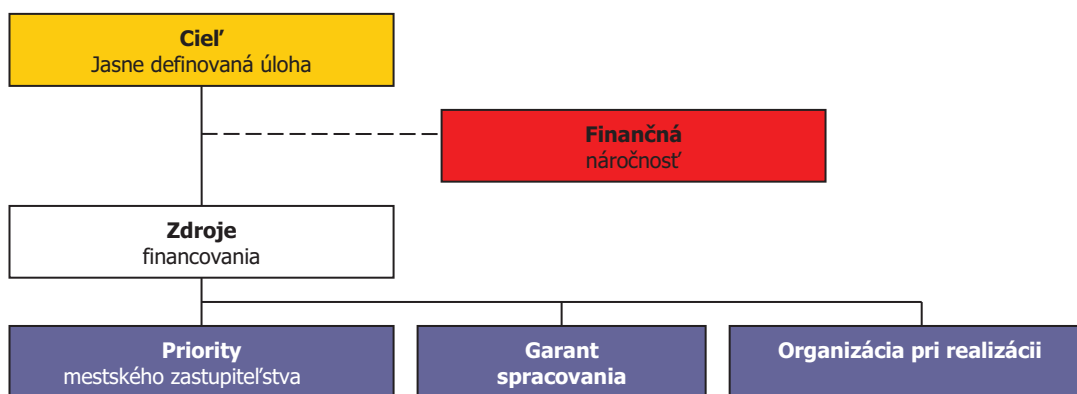 Cieľ
Jasne definovaná úloha
Finančná
náročnosť
Zdroje
financovania
Priority
mestského zastupiteľstva
Garant
spracovania
Organizácia pri realizácii